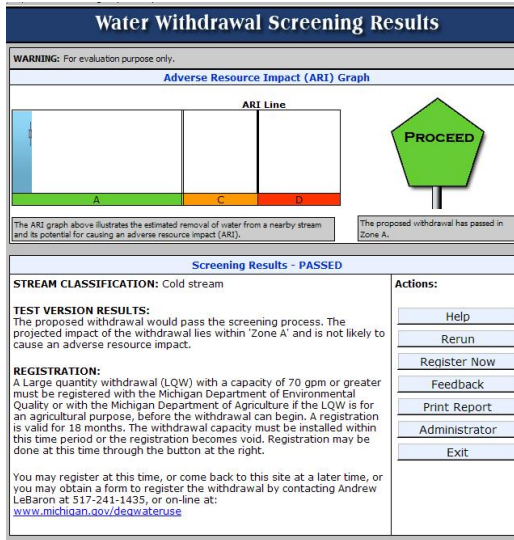 Water Withdrawal Screening Results
WARNING: For evaluation purpose only.
Adverse Resource Impact (ARI) Graph
ARI Line
A
C
D
PROCEED
The ARI graph above illustrates the estimated removal of water from a nearby stream
and its potential for causing an adverse resource impact (ARI).
The proposed withdrawal has passed in
Zone A.
Screening Results - PASSED
STREAM CLASSIFICATION: Cold stream
TEST VERSION RESULTS:
The proposed withdrawal would pass the screening process. The
projected impact of the withdrawal lies within 'Zone A' and is not likely to
cause an adverse resource impact.
REGISTRATION:
A Large quantity withdrawal (LQW) with a capacity of 70 gpm or greater
must be registered with the Michigan Department of Environmental
Quality or with the Michigan Department of Agriculture if the LQW is for
an agricultural purpose, before the withdrawal can begin. A registration
is valid for 18 months. The withdrawal capacity must be installed within
this time period or the registration becomes void. Registration may be
done at this time through the button at the right.
You may register at this time, or come back to this site at a later time, or
you may obtain a form to register the withdrawal by contacting Andrew
LeBaron at 517-241-1435, or on-line at:
www.michigan.gov/deqwateruse
Actions:
Help
Rerun
Register Now
Feedback
Print Report
Administrator
Exit